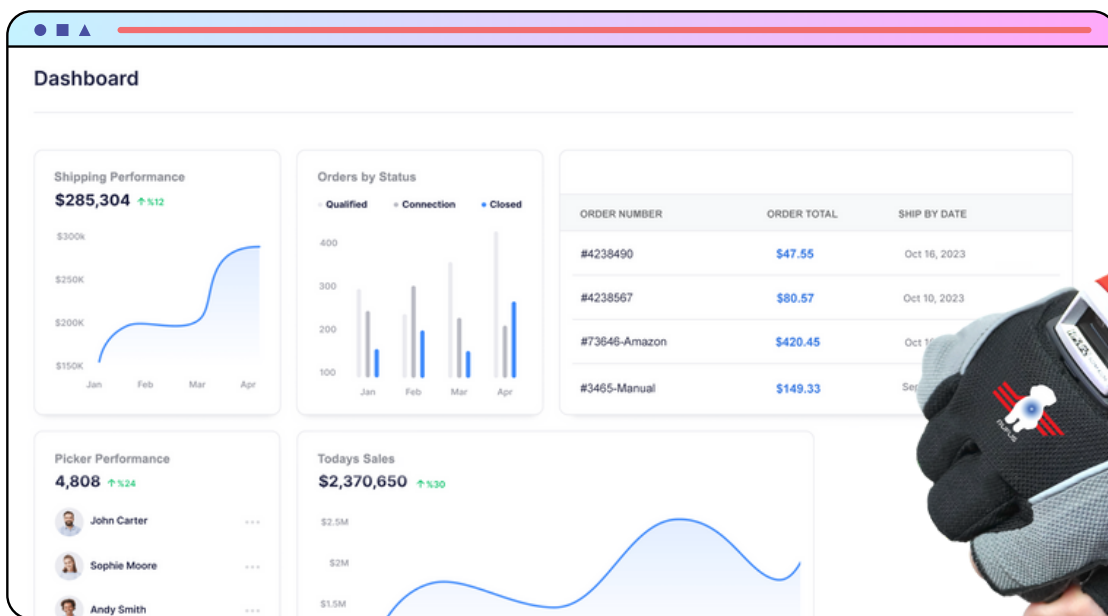 Dashboard
Shipping Performance
$285,304 ↑ %12
$300k
$250K
$200K
$150K
Jan Feb Mar Apr
Orders by Status
Qualified Connection Closed
400
300
200
100
Jan Feb Mar Apr
ORDER NUMBER ORDER TOTAL SHIP BY DATE
#4238490 $47.55 Oct 16, 2023
#4238567 $80.57 Oct 10, 2023
#73646-Amazon $420.45 Oct
#3465-Manual $149.33
Picker Performance
4,808 ↑ %24
John Carter
Sophie Moore
Andy Smith
Todays Sales
$2,370,650 ↑ %30
$2.5M
$2M
$1.5M
RUFUS